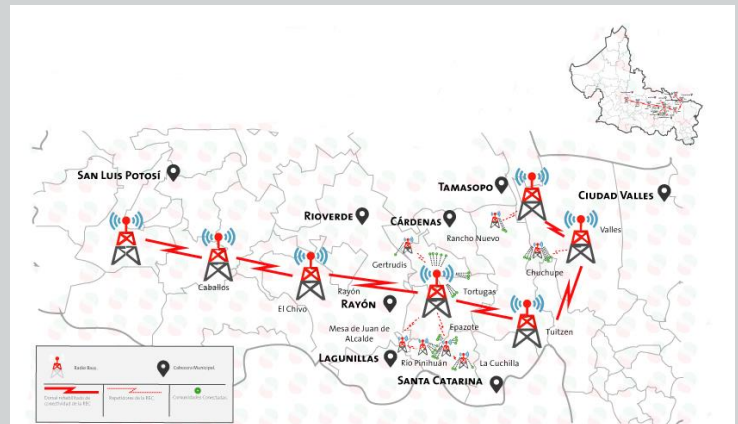 SAN LUIS POTOSÍ
TAMASOPO
CIUDAD VALLES
RIOVERDE
CÁRDENAS
Rancho Nuevo
Valles
Gertrudis
Chuchupe
Caballos
Rayón
Tortugas
El Chivo
RAYÓN
Mesa de Juan de
Alcalde
Epazote
Tuitzen
LAGUNILLAS
Río Pinihuán
La Cuchilla
SANTA CATARINA
Radio Base.
Cabecera Municipal.